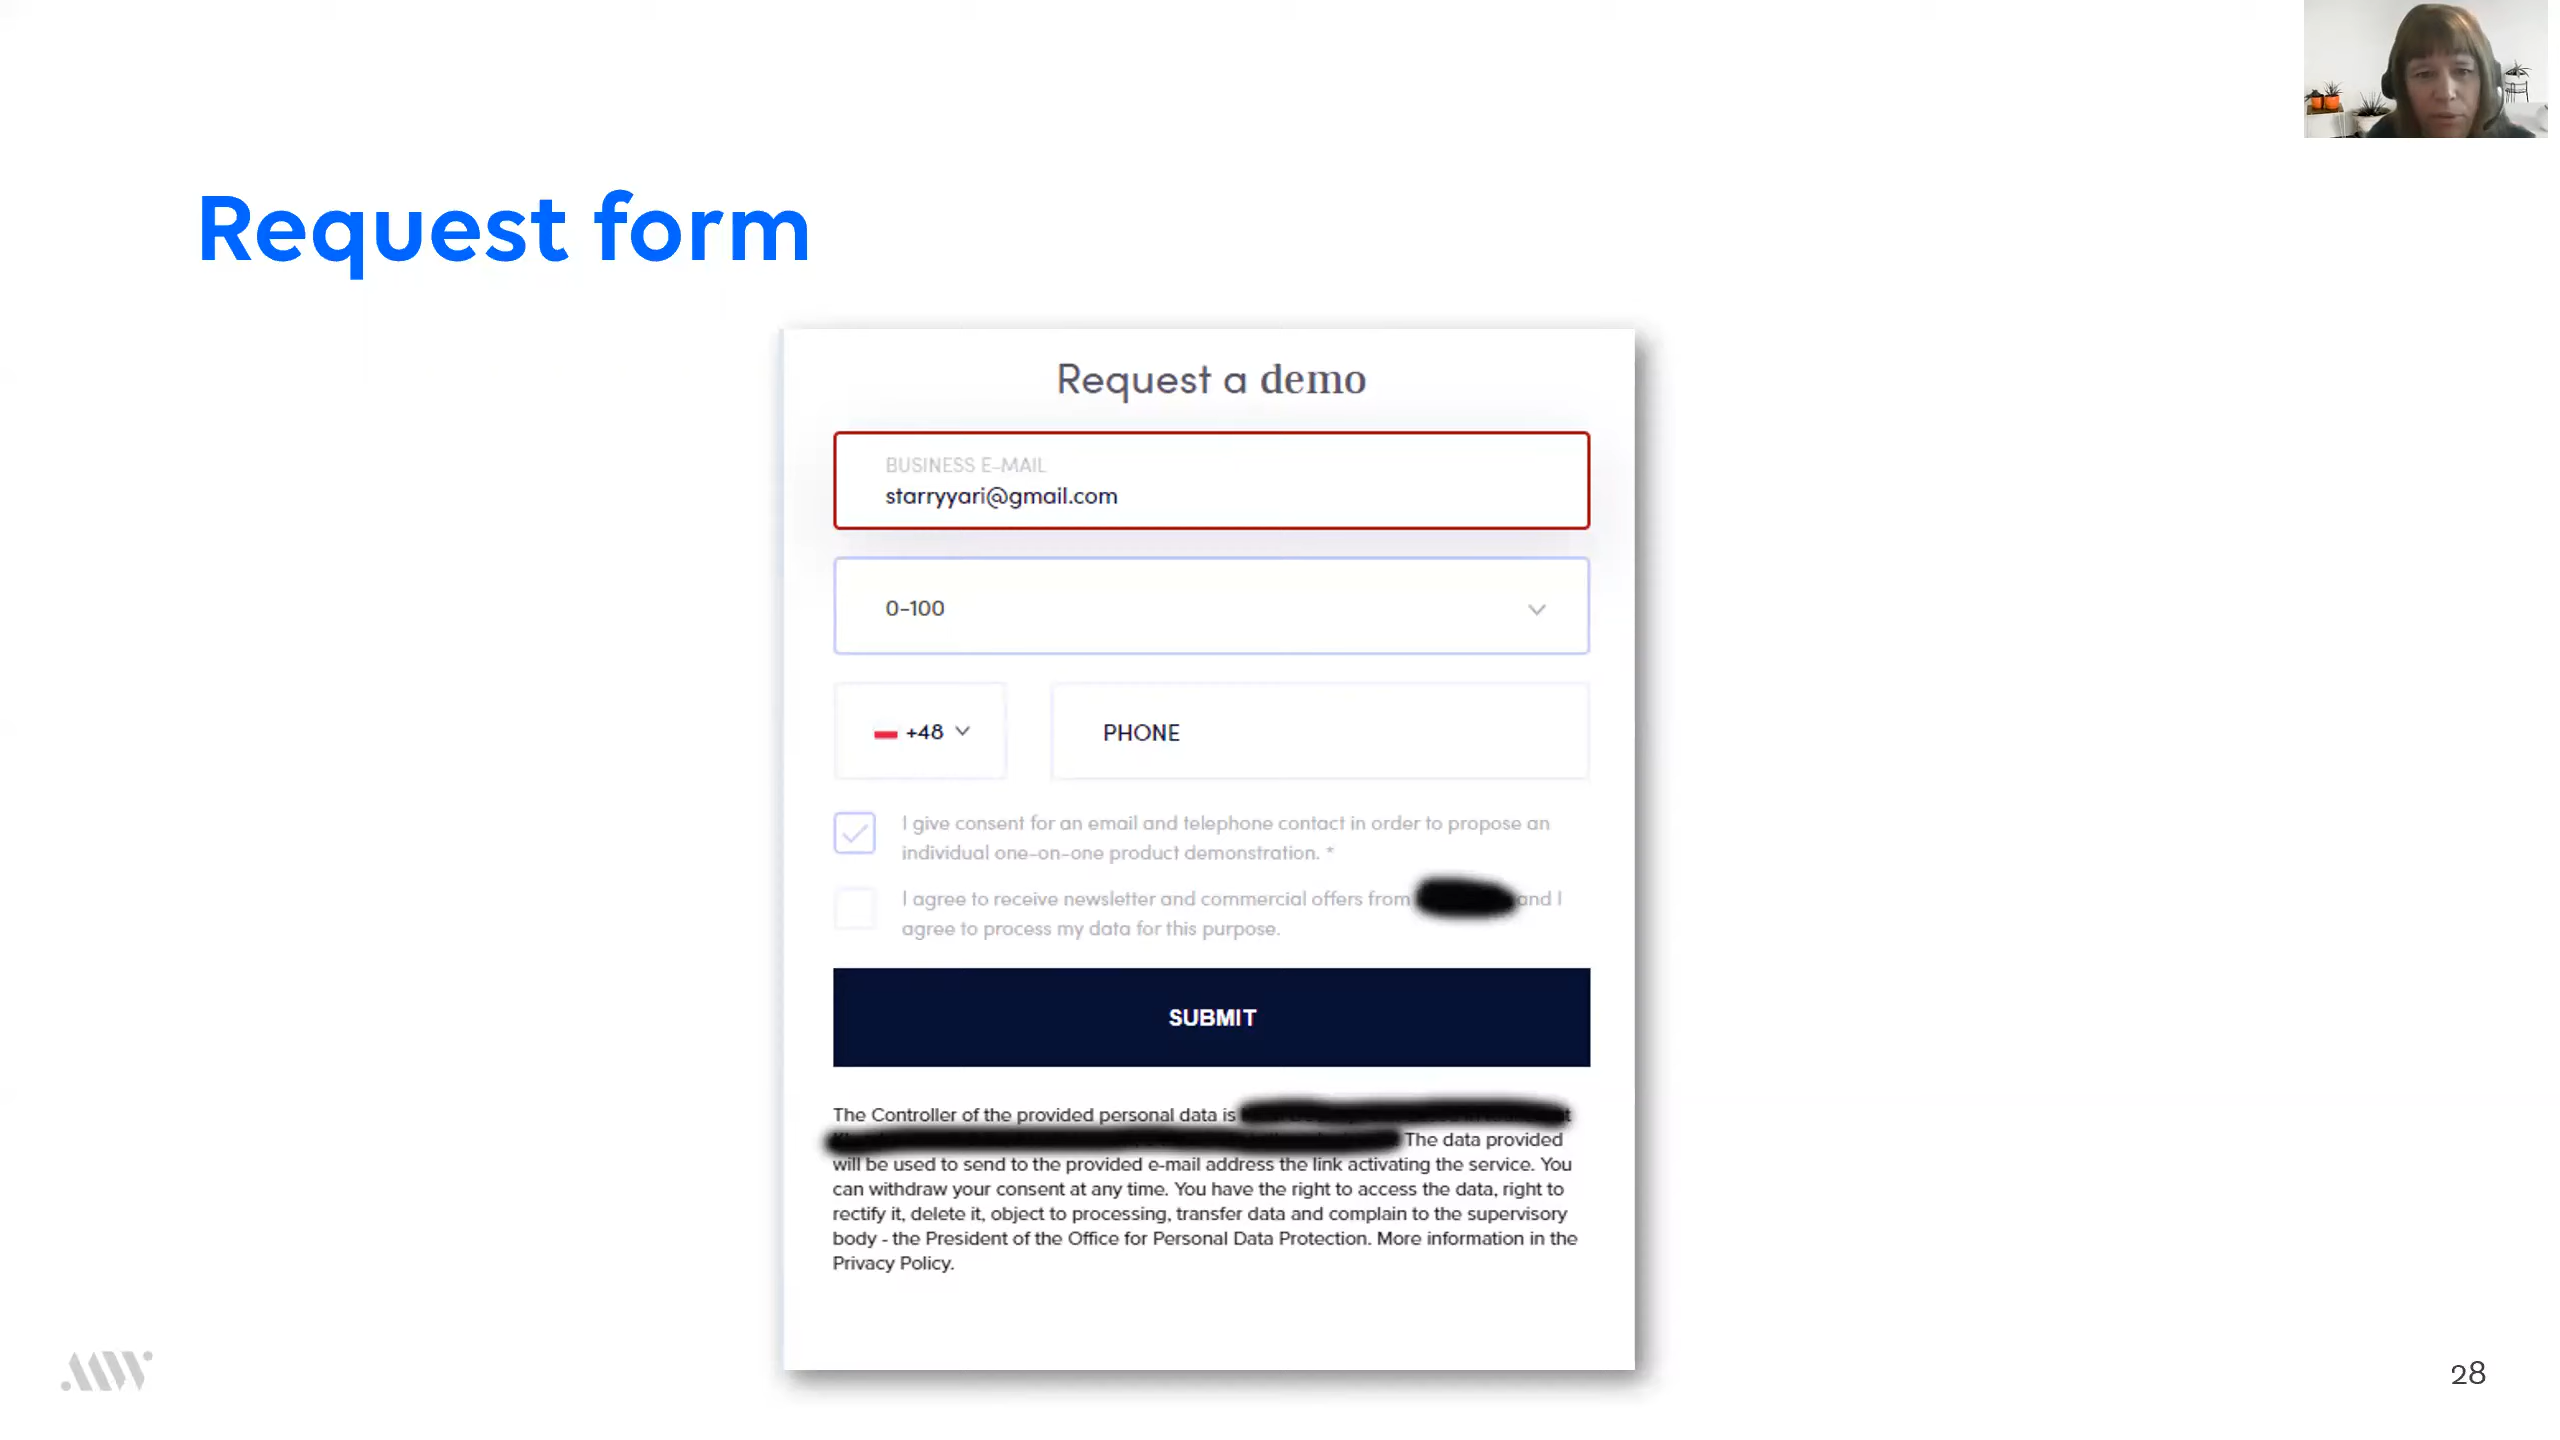 Request form
Request a demo
BUSINESS E-MAIL
starryyari@gmail.com
0-100
+48
PHONE
I give consent for an email and telephone contact in order to propose an
individual one-on-one product demonstration. *
I agree to receive newsletter and commercial offers from and I
agree to process my data for this purpose.
SUBMIT
The Controller of the provided personal data is
The data provided
will be used to send to the provided e-mail address the link activating the service. You
can withdraw your consent at any time. You have the right to access the data, right to
rectify it, delete it, object to processing, transfer data and complain to the supervisory
body - the President of the Office for Personal Data Protection. More information in the
Privacy Policy.
28